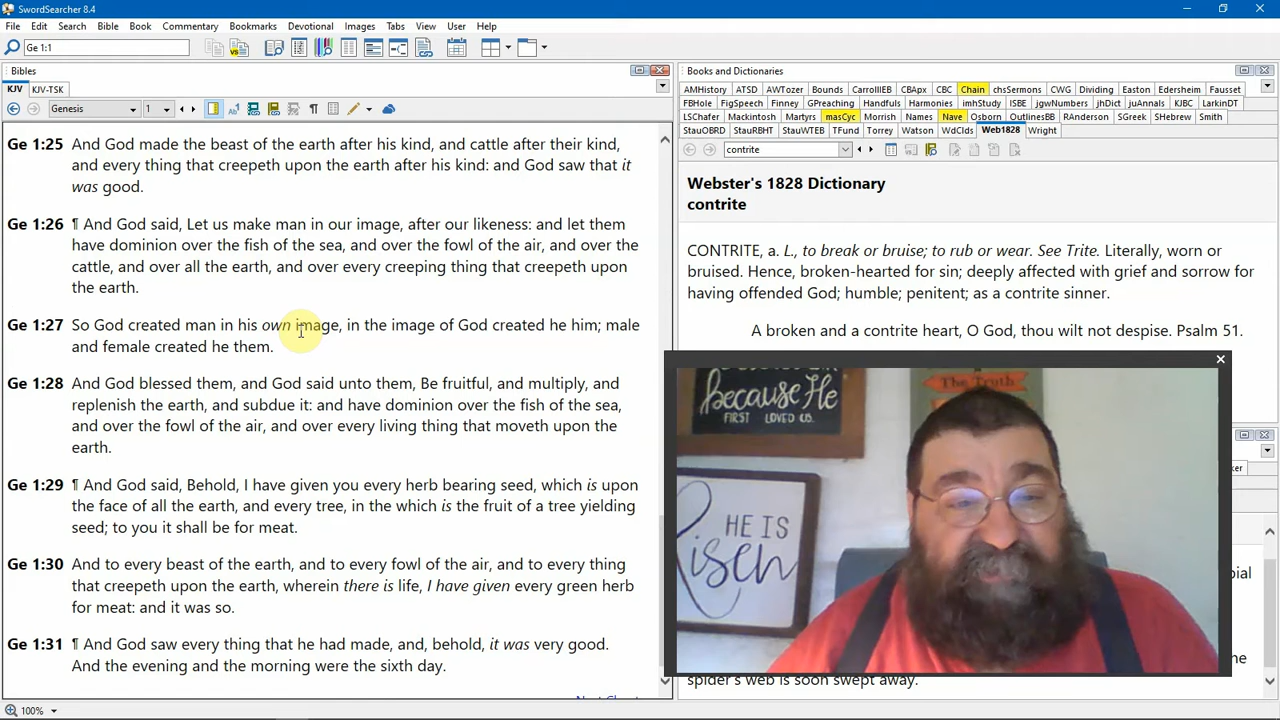 SwordSearcher 8.4
File Edit Search Bible Book Commentary Bookmarks Devotional Images Tabs View User Help
Ge 1:1
Bibles
KJV KJV-TSK
Genesis 1
Ge 1:25 And God made the beast of the earth after his kind, and cattle after their kind,
and every thing that creepeth upon the earth after his kind: and God saw that it
was good.
Ge 1:26 ¶ And God said, Let us make man in our image, after our likeness: and let them
have dominion over the fish of the sea, and over the fowl of the air, and over the
cattle, and over all the earth, and over every creeping thing that creepeth upon
the earth.
Ge 1:27 So God created man in his own image, in the image of God created he him; male
and female created he them.
Ge 1:28 And God blessed them, and God said unto them, Be fruitful, and multiply, and
replenish the earth, and subdue it: and have dominion over the fish of the sea,
and over the fowl of the air, and over every living thing that moveth upon the
earth.
Ge 1:29 ¶ And God said, Behold, I have given you every herb bearing seed, which is upon
the face of all the earth, and every tree, in the which is the fruit of a tree yielding
seed; to you it shall be for meat.
Ge 1:30 And to every beast of the earth, and to every fowl of the air, and to every thing
that creepeth upon the earth, wherein there is life, I have given every green herb
for meat: and it was so.
Ge 1:31 ¶ And God saw every thing that he had made, and, behold, it was very good.
And the evening and the morning were the sixth day.
100%
Books and Dictionaries
AMHistory ATSD AWTozer Bounds CarrollIEB CBApx CBC Chain chsSermons CWG Dividing Easton Edersheim Fausset
FBHole FigSpeech Finney GPreaching Handfuls Harmonies imhStudy ISBE jgwNumbers jhDict juAnnals KJBC LarkinDT
LSChafer Mackintosh Martyrs masCyc Morrish Names Nave Osborn OutlinesBB RAnderson SGreek SHebrew Smith
StauOBRD StauRBHT StauWTEB TFund Torrey Watson WdClids Web1828 Wright
contrite
Webster's 1828 Dictionary
contrite
CONTRITE, a. L., to break or bruise; to rub or wear. See Trite. Literally, worn or
bruised. Hence, broken-hearted for sin; deeply affected with grief and sorrow for
having offended God; humble; penitent; as a contrite sinner.
A broken and a contrite heart, O God, thou wilt not despise. Psalm 51.
because He
FIRST LOVED US.
The Truth
HE IS
Risen
the
spider's web is soon swept away.